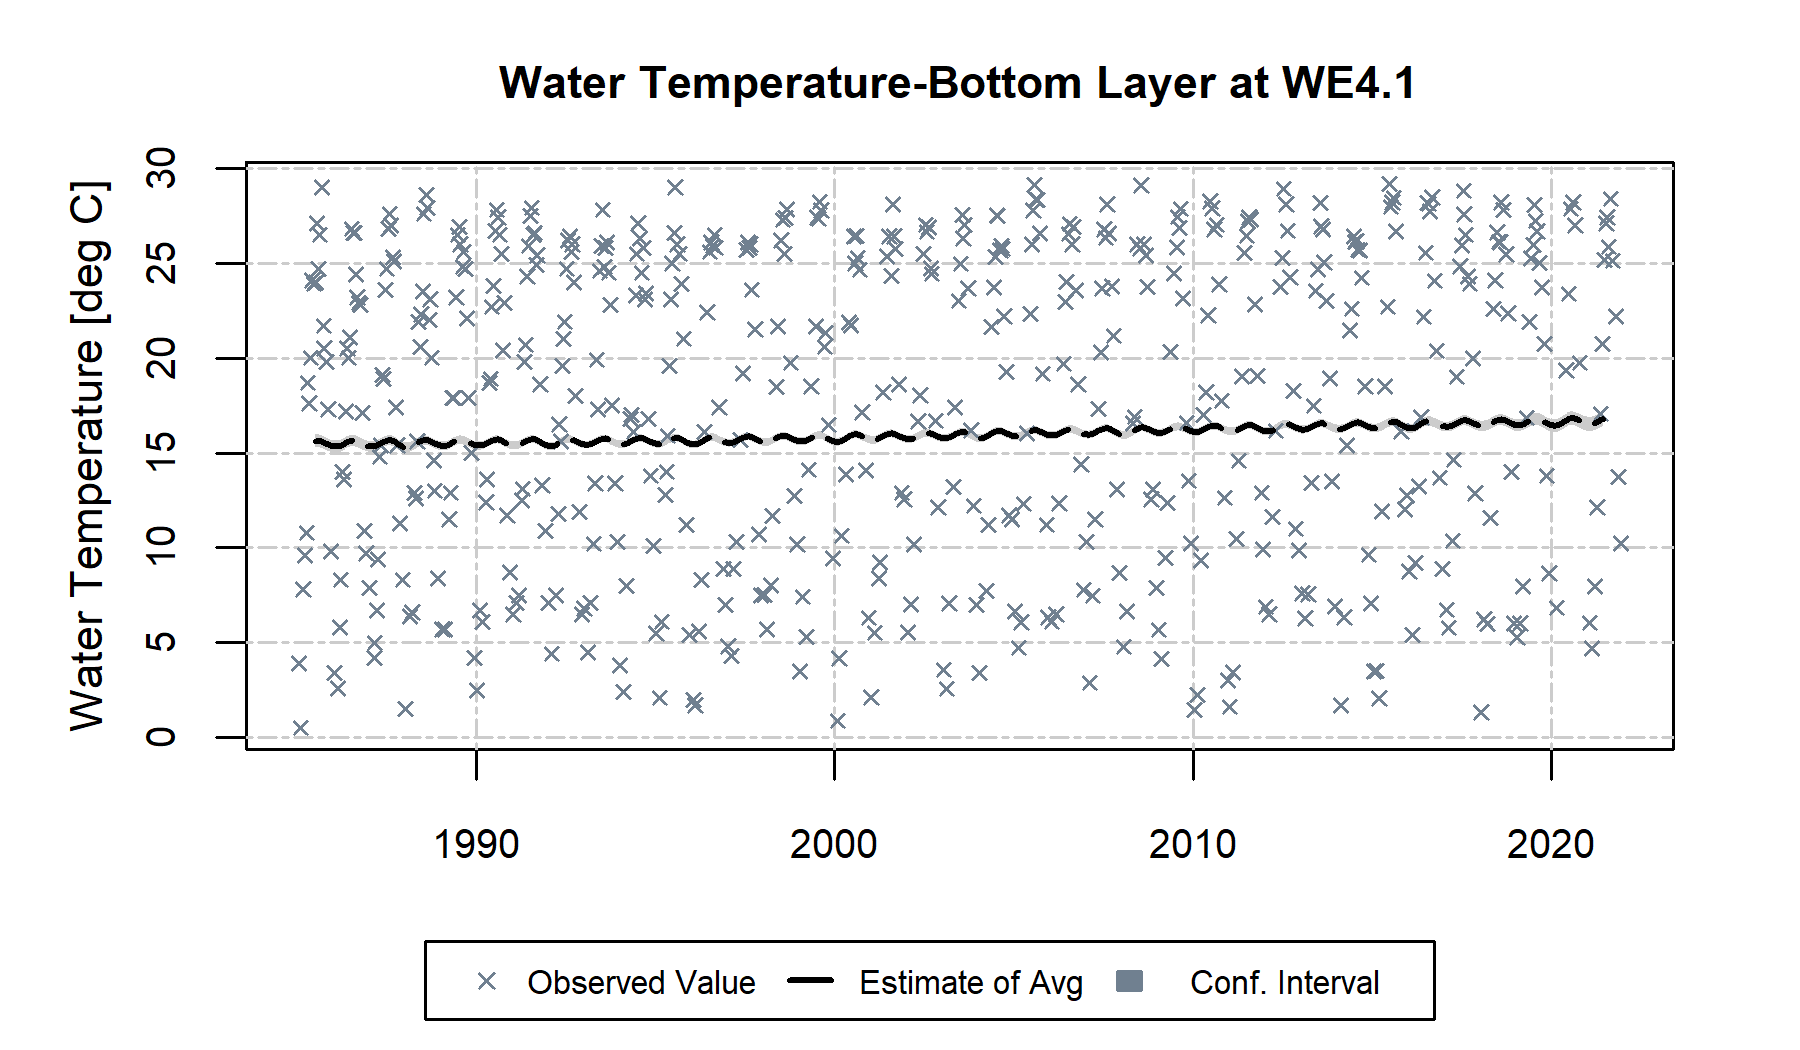 Water Temperature-Bottom Layer at WE4.1
Water Temperature [deg C]
30
25
20
15
10
5
0
1990 2000 2010 2020
Observed Value Estimate of Avg Conf. Interval